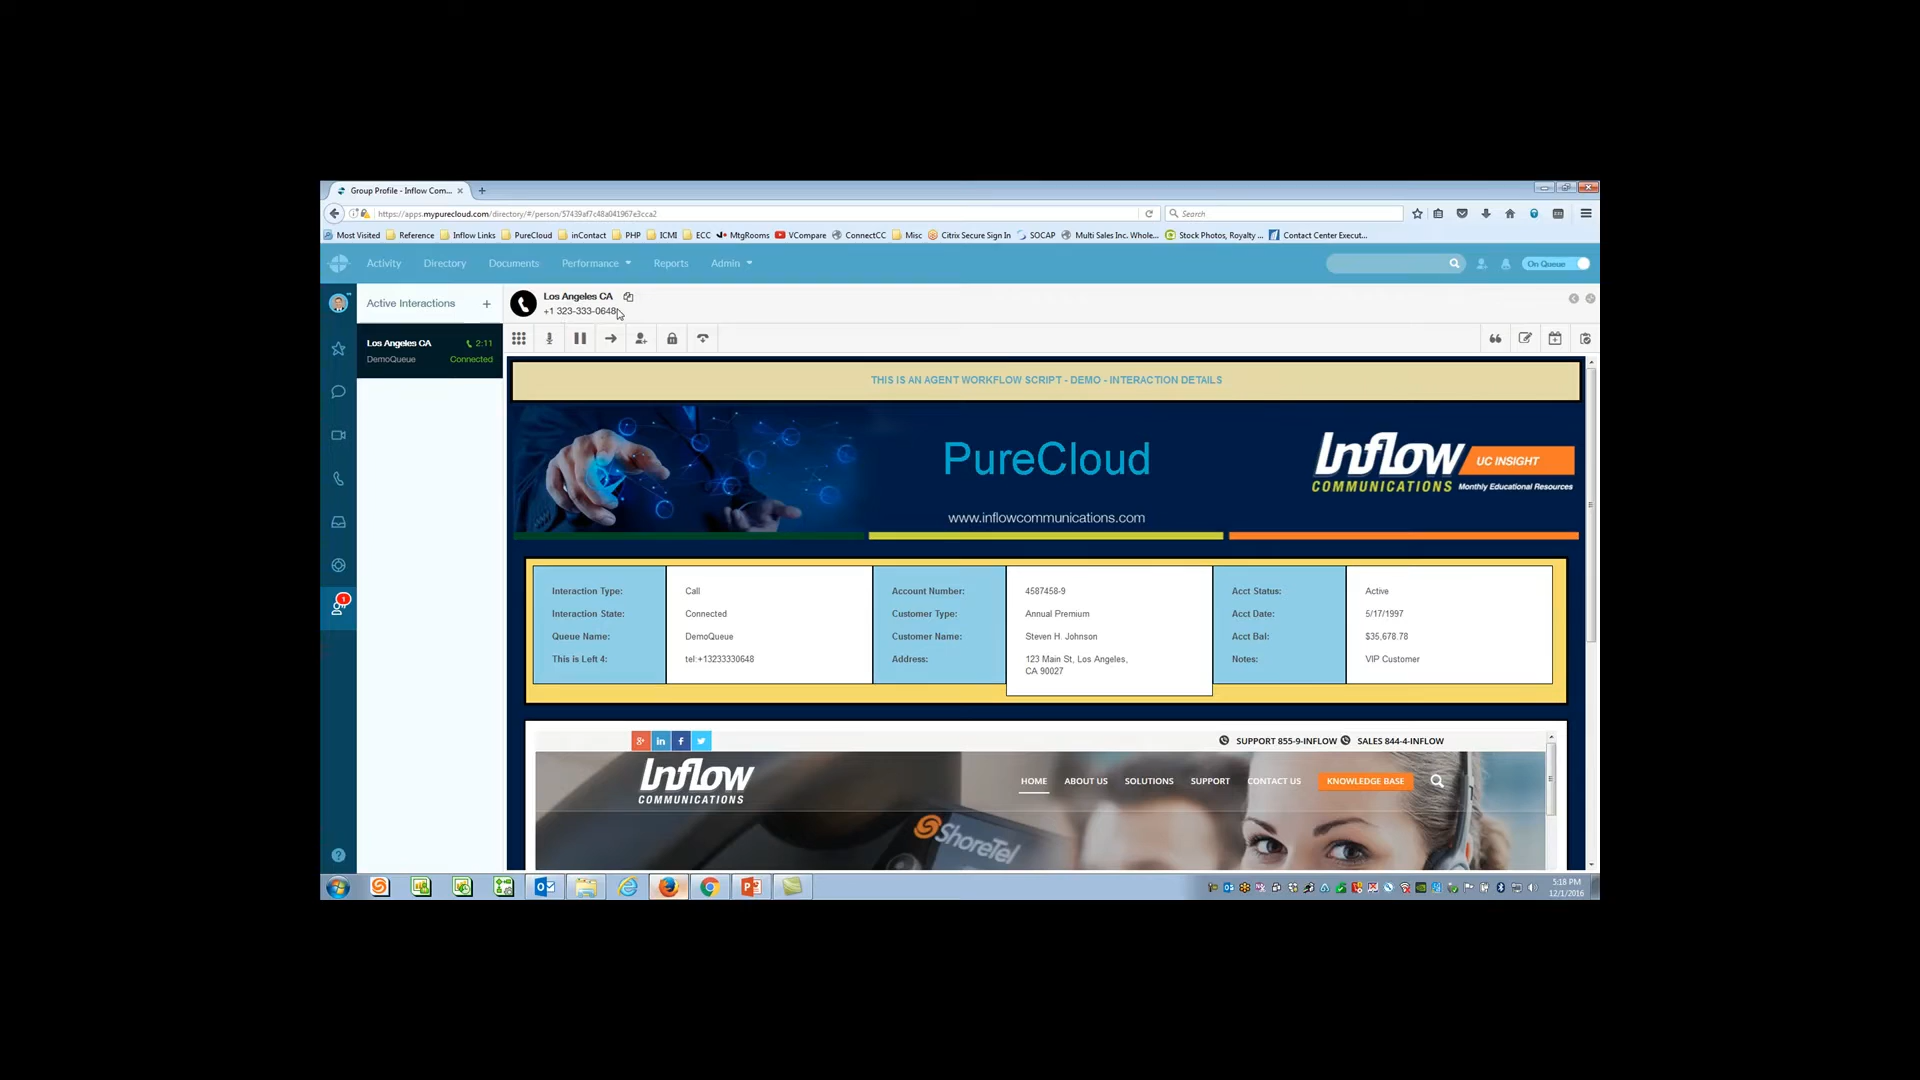 Group Profile - Inflow Com...
https://apps.mypurecloud.com/directory/#/person/57439af7c48a041967e3cca2
Search
Most Visited Reference Inflow Links PureCloud inContact PHP ICMI ECC MtgRooms VCompare ConnectCC Misc Citrix Secure Sign In SOCAP Multi Sales Inc. Whole... Stock Photos, Royalty ... Contact Center Execut...
Activity Directory Documents Performance Reports Admin On Queue
Active Interactions +
Los Angeles CA
+1 323-333-0648
Los Angeles CA 2:11
DemoQueue Connected
THIS IS AN AGENT WORKFLOW SCRIPT - DEMO - INTERACTION DETAILS
PureCloud
www.inflowcommunications.com
Inflow UC INSIGHT
COMMUNICATIONS Monthly Educational Resources
Interaction Type: Call Account Number: 4587458-9 Acct Status: Active
Interaction State: Connected Customer Type: Annual Premium Acct Date: 5/17/1997
Queue Name: DemoQueue Customer Name: Steven H. Johnson Acct Bal: $35,678.78
This is Left 4: tel:+13233330648 Address: 123 Main St, Los Angeles, Notes: VIP Customer
CA 90027
SUPPORT 855-9-INFLOW SALES 844-4-INFLOW
Inflow
COMMUNICATIONS
HOME ABOUT US SOLUTIONS SUPPORT CONTACT US KNOWLEDGE BASE
ShoreTel
1
5:18 PM
12/1/2016